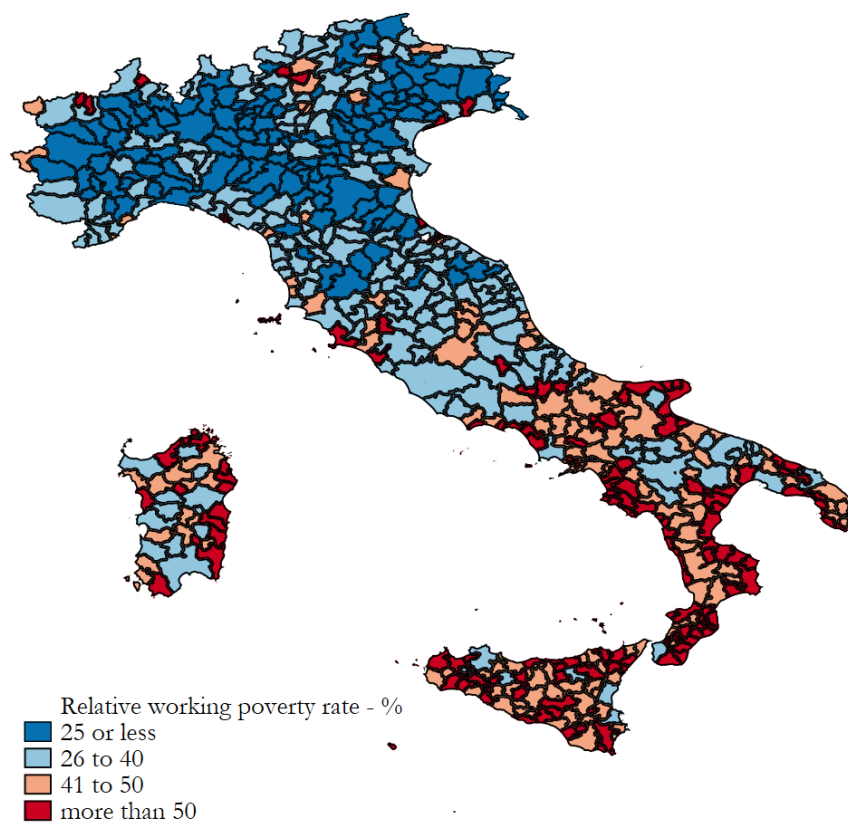 Relative working poverty rate - %
25 or less
26 to 40
41 to 50
more than 50